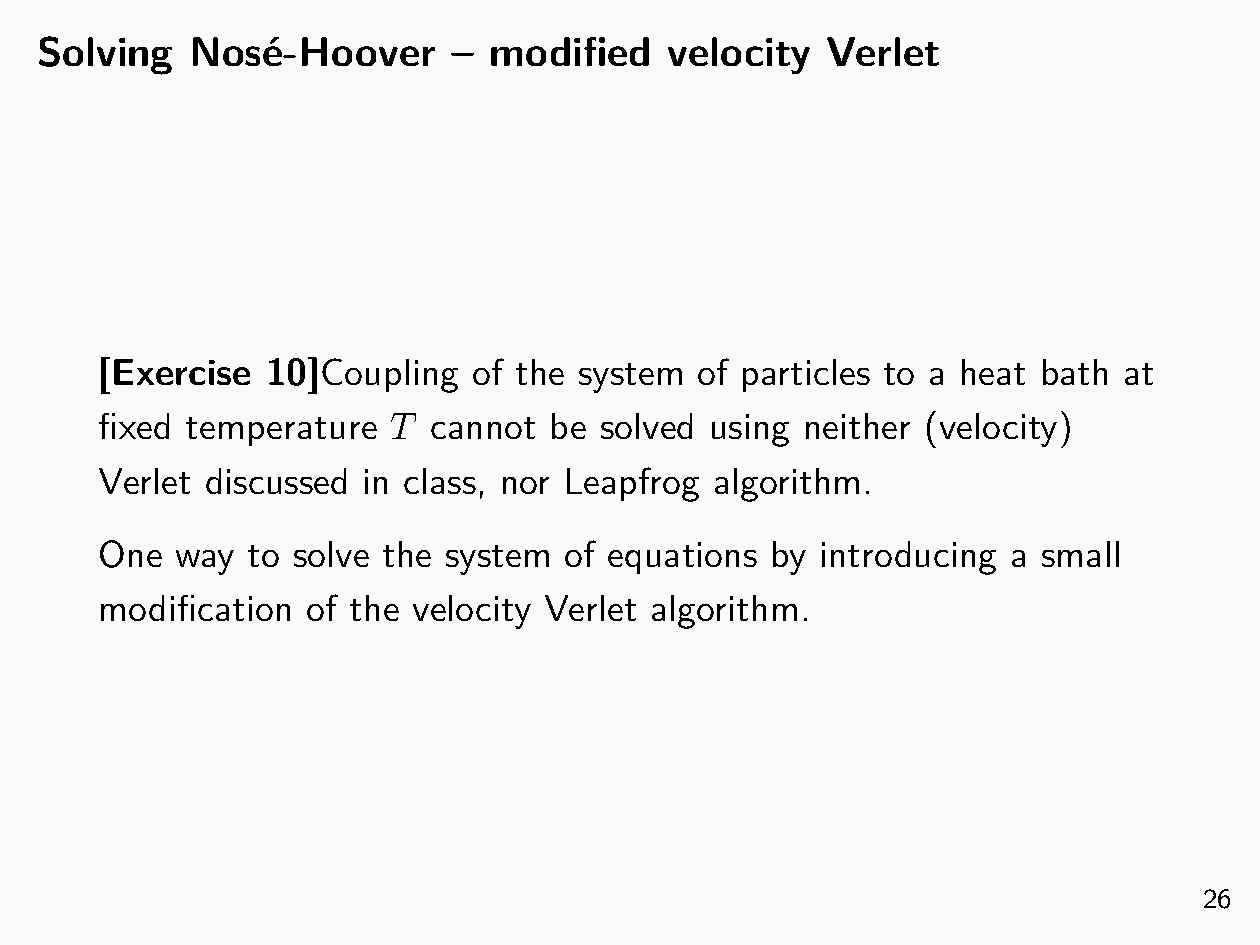 Solving Nosé-Hoover – modified velocity Verlet
[Exercise 10]Coupling of the system of particles to a heat bath at
fixed temperature T cannot be solved using neither (velocity)
Verlet discussed in class, nor Leapfrog algorithm.
One way to solve the system of equations by introducing a small
modification of the velocity Verlet algorithm.
26